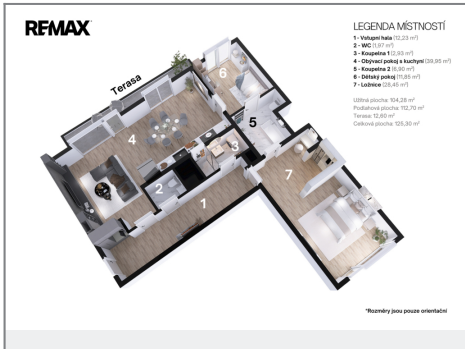 RE/MAX
LEGENDA MÍSTNOSTÍ
1 - Vstupní hala (12,23 m²)
2 - WC (1,97 m²)
3 - Koupelna 1 (2,93 m²)
4 - Obývací pokoj s kuchyní (39,95 m²)
5 - Koupelna 2 (6,90 m²)
6 - Dětský pokoj (11,85 m²)
7 - Ložnice (28,45 m²)
Užitná plocha: 104,28 m²
Podlahová plocha: 112,70 m²
Terasa: 12,60 m²
Celková plocha: 125,30 m²
Terasa
6
4
5
3
2
7
1
*Rozměry jsou pouze orientační